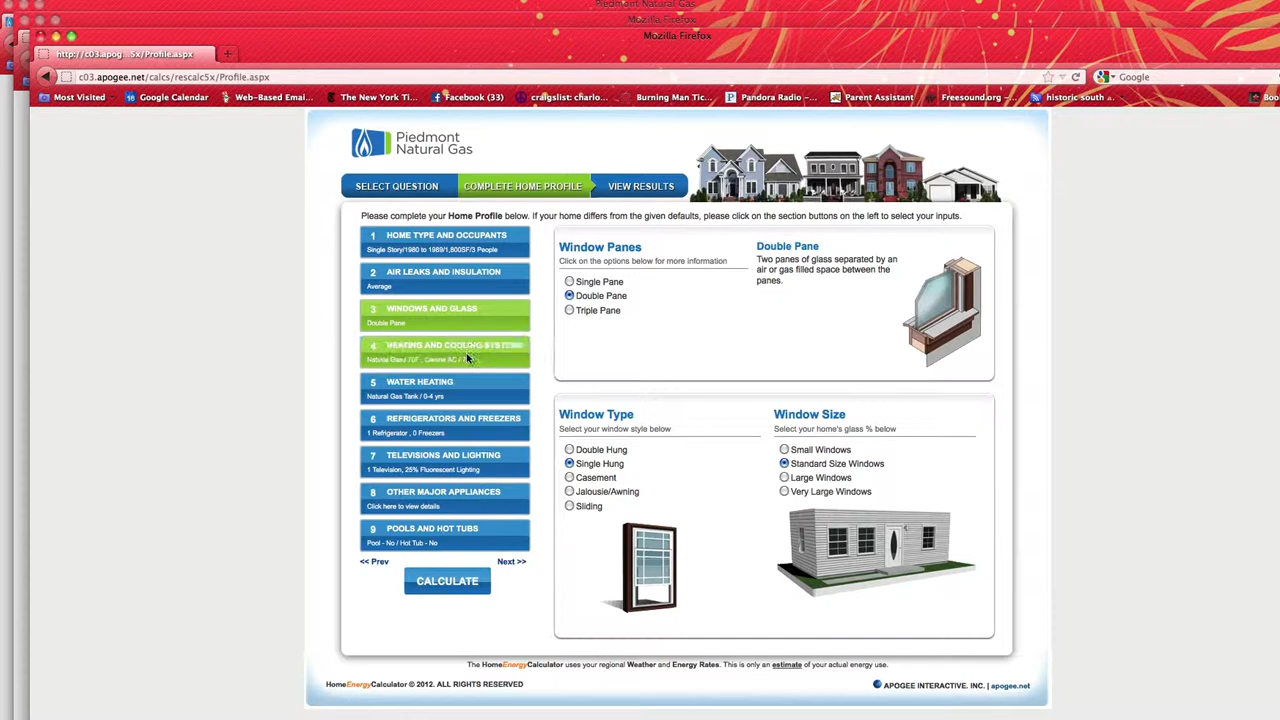 Piedmont Natural Gas
Mozilla Firefox
Mozilla Firefox
http://c03.apog 5x/Profile.aspx
c03.apogee.net/calcs/rescalc5x/Profile.aspx
Google
Most Visited
Google Calendar
Web-Based Emai...
The New York Ti...
Facebook (33)
craigslist: charlo...
Burning Man Tic...
Pandora Radio –...
Parent Assistant
Freesound.org –...
historic south a..
Boo
Piedmont
Natural Gas
SELECT QUESTION
COMPLETE HOME PROFILE
VIEW RESULTS
Please complete your Home Profile below. If your home differs from the given defaults, please click on the section buttons on the left to select your inputs.
1 HOME TYPE AND OCCUPANTS
Single Story/1980 to 1989/1,800SF/3 People
2 AIR LEAKS AND INSULATION
Average
3 WINDOWS AND GLASS
Double Pane
4 HEATING AND COOLING SYSTEMS
5 WATER HEATING
Natural Gas Tank / 0-4 yrs
6 REFRIGERATORS AND FREEZERS
1 Refrigerator , 0 Freezers
7 TELEVISIONS AND LIGHTING
1 Television, 25% Fluorescent Lighting
8 OTHER MAJOR APPLIANCES
Click here to view details
9 POOLS AND HOT TUBS
Pool - No / Hot Tub - No
<< Prev
Next >>
CALCULATE
Window Panes
Click on the options below for more information
Single Pane
Double Pane
Triple Pane
Double Pane
Two panes of glass separated by an
air or gas filled space between the
panes.
Window Type
Select your window style below
Double Hung
Single Hung
Casement
Jalousie/Awning
Sliding
Window Size
Select your home's glass % below
Small Windows
Standard Size Windows
Large Windows
Very Large Windows
The HomeEnergyCalculator uses your regional Weather and Energy Rates. This is only an estimate of your actual energy use.
HomeEnergyCalculator © 2012. ALL RIGHTS RESERVED
APOGEE INTERACTIVE. INC. | apogee.net